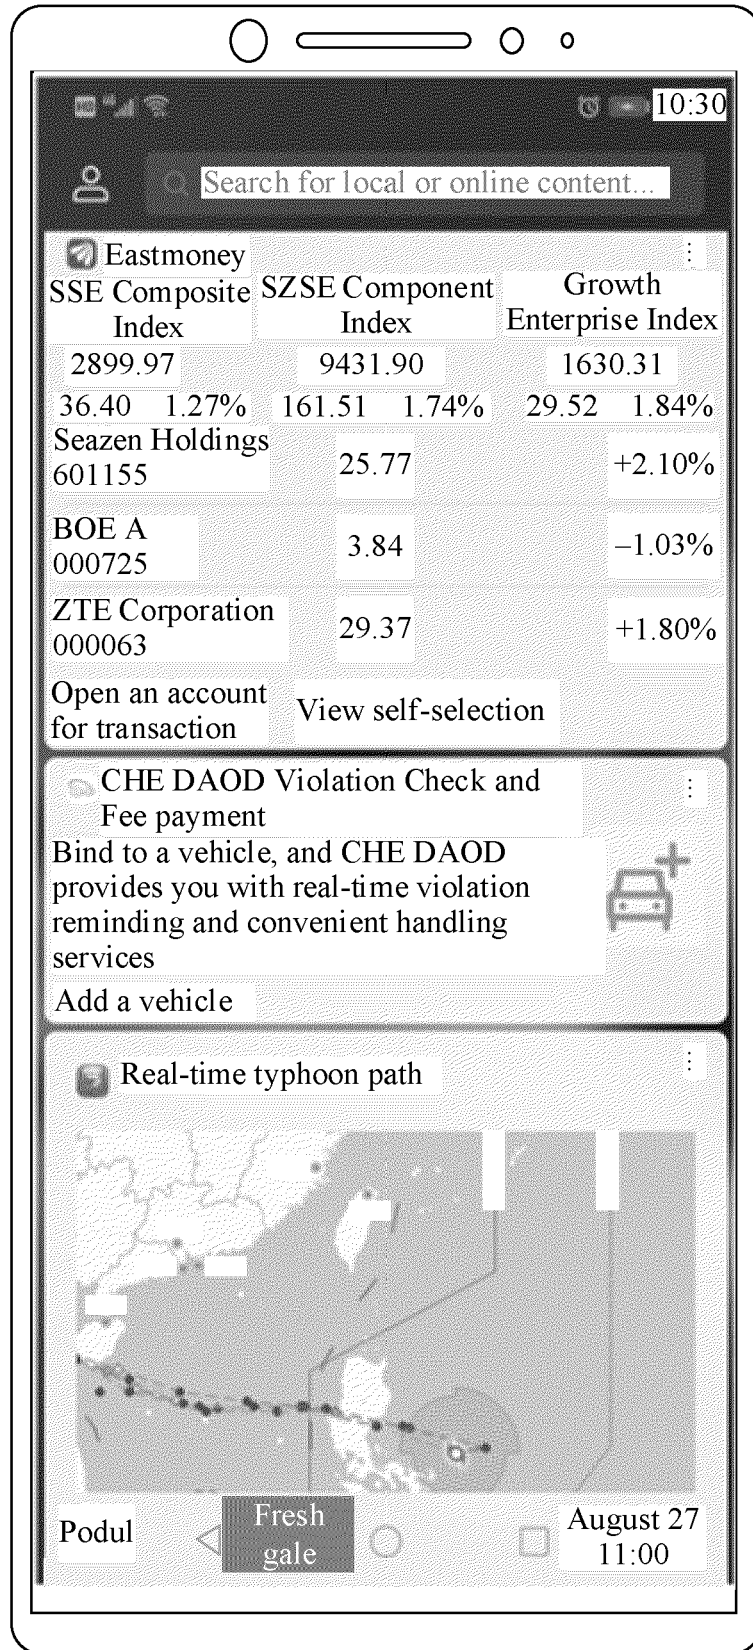 10:30
Search for local or online content...
Eastmoney
SSE Composite Index
SZSE Component Index
Growth Enterprise Index
2899.97 9431.90 1630.31
36.40 1.27% 161.51 1.74% 29.52 1.84%
Seazen Holdings
601155
25.77 +2.10%
BOE A
000725
3.84 –1.03%
ZTE Corporation
000063
29.37 +1.80%
Open an account
for transaction
View self-selection
CHE DAOD Violation Check and
Fee payment
Bind to a vehicle, and CHE DAOD
provides you with real-time violation
reminding and convenient handling
services
Add a vehicle
Real-time typhoon path
Podul
Fresh
gale
August 27
11:00